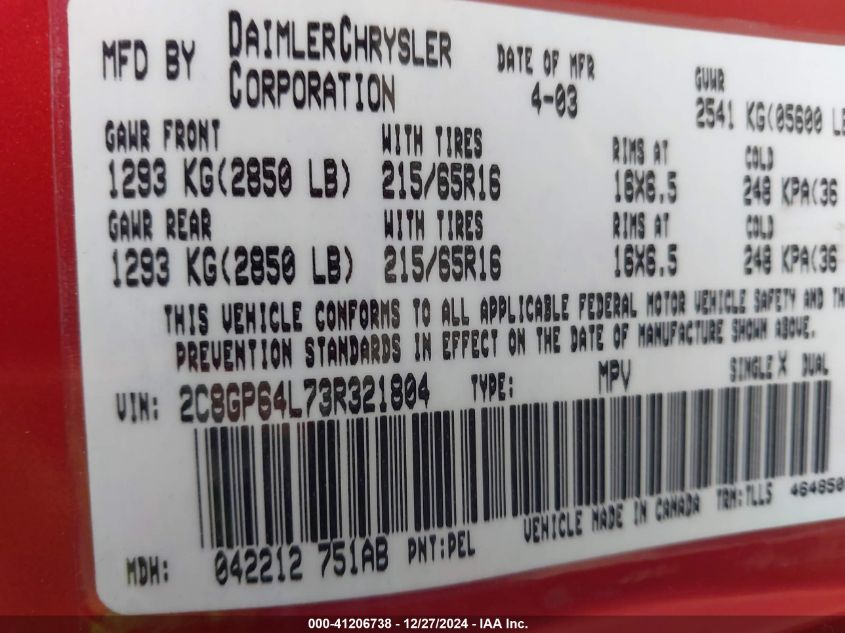 MFD BY DAIMLERCHRYSLER CORPORATION DATE OF MFR 4-03 GVWR 2541 KG(05600 LB
GAWR FRONT WITH TIRES RIMS AT COLD
1293 KG(2850 LB) 215/65R16 16X6.5 248 KPA(36
GAWR REAR WITH TIRES RIMS AT COLD
1293 KG(2850 LB) 215/65R16 16X6.5 248 KPA(36
THIS VEHICLE CONFORMS TO ALL APPLICABLE FEDERAL MOTOR VEHICLE SAFETY AND
PREVENTION STANDARDS IN EFFECT ON THE DATE OF MANUFACTURE SHOWN ABOVE.
VIN: 2C8GP64L73R321804 TYPE: MPV SINGLE X DUAL
MDH: 042212 751AB PNT:PEL VEHICLE MADE IN CANADA TRM:TLLS 464850
000-41206738 - 12/27/2024 - IAA Inc.